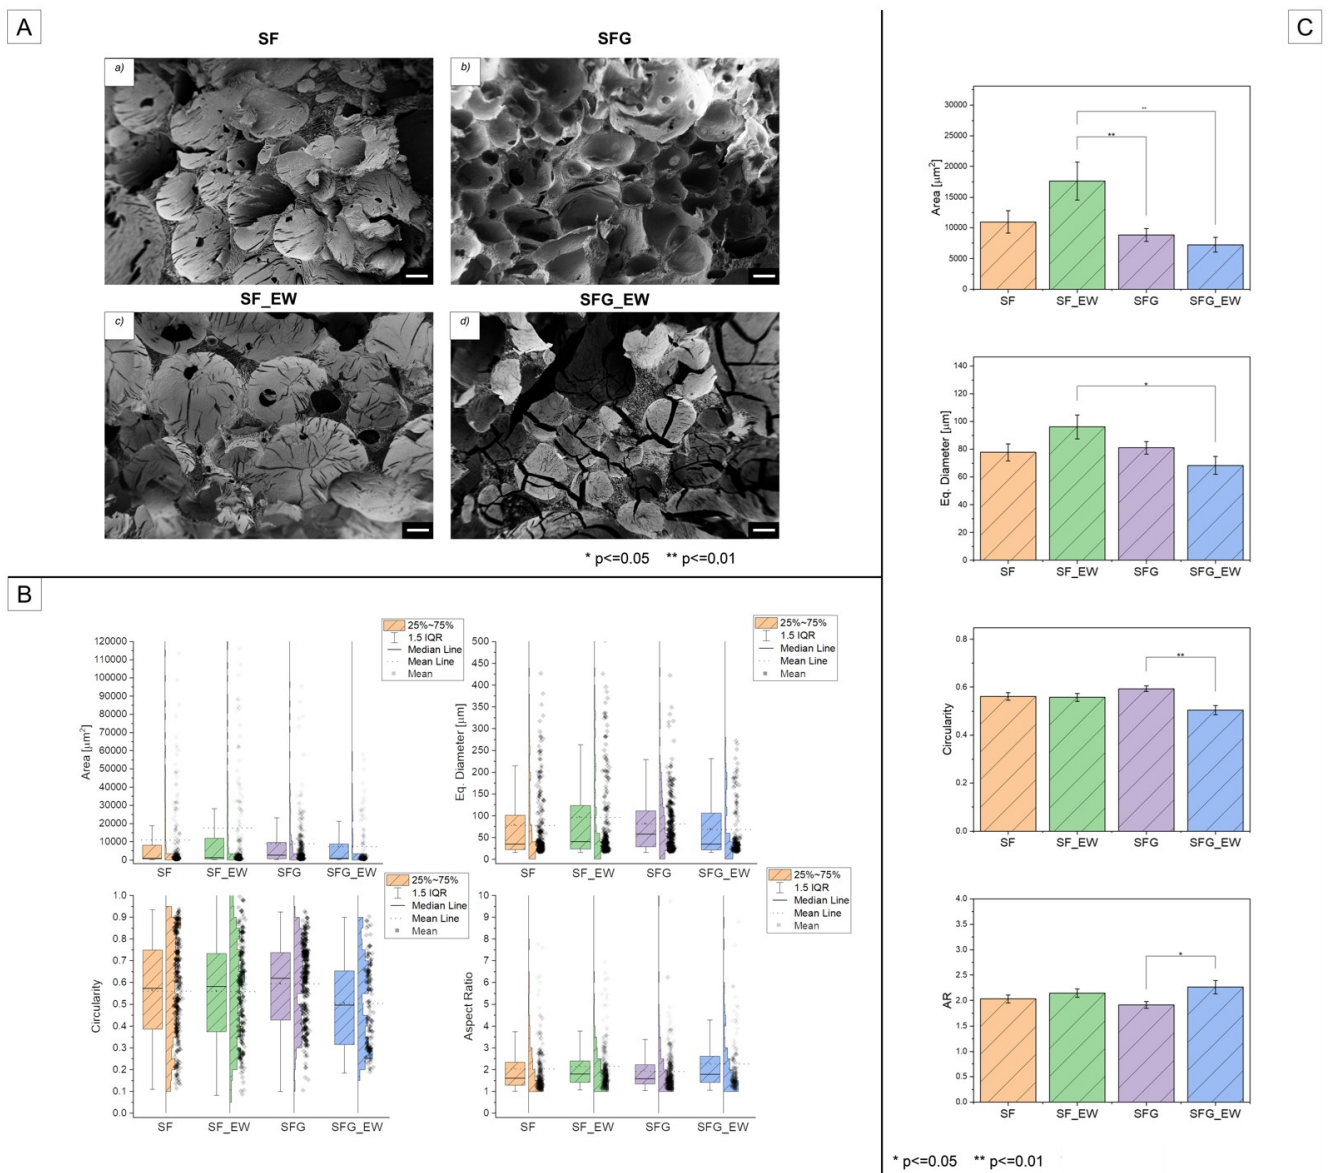 A
SF
SFG
a)
b)
SF_EW
SFG_EW
c)
d)
* p<=0.05 ** p<=0,01
B
120000
110000
100000
90000
80000
70000
60000
50000
40000
30000
20000
10000
0
Area [μm²]
SF SF_EW SFG SFG_EW
25%~75%
1.5 IQR
Median Line
Mean Line
Mean
500
450
400
350
300
250
200
150
100
50
0
Eq. Diameter [μm]
SF SF_EW SFG SFG_EW
25%~75%
1.5 IQR
Median Line
Mean Line
Mean
1.0
0.9
0.8
0.7
0.6
0.5
0.4
0.3
0.2
0.1
0.0
Circularity
SF SF_EW SFG SFG_EW
25%~75%
1.5 IQR
Median Line
Mean Line
Mean
10
9
8
7
6
5
4
3
2
1
0
Aspect Ratio
SF SF_EW SFG SFG_EW
25%~75%
1.5 IQR
Median Line
Mean Line
Mean
C
30000
25000
20000
15000
10000
5000
0
Area [μm²]
**
**
SF SF_EW SFG SFG_EW
140
120
100
80
60
40
20
0
Eq. Diameter [μm]
*
SF SF_EW SFG SFG_EW
0.8
0.6
0.4
0.2
0.0
Circularity
**
SF SF_EW SFG SFG_EW
4.0
3.5
3.0
2.5
2.0
1.5
1.0
0.5
0.0
AR
*
SF SF_EW SFG SFG_EW
* p<=0.05 ** p<=0.01